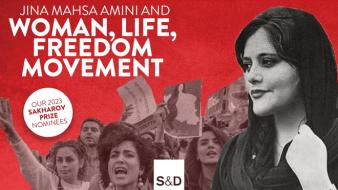 JINA MAHSA AMINI AND
WOMAN, LIFE,
FREEDOM
MOVEMENT
OUR 2023
SAKHAROV
PRIZE
NOMINEES
S&D